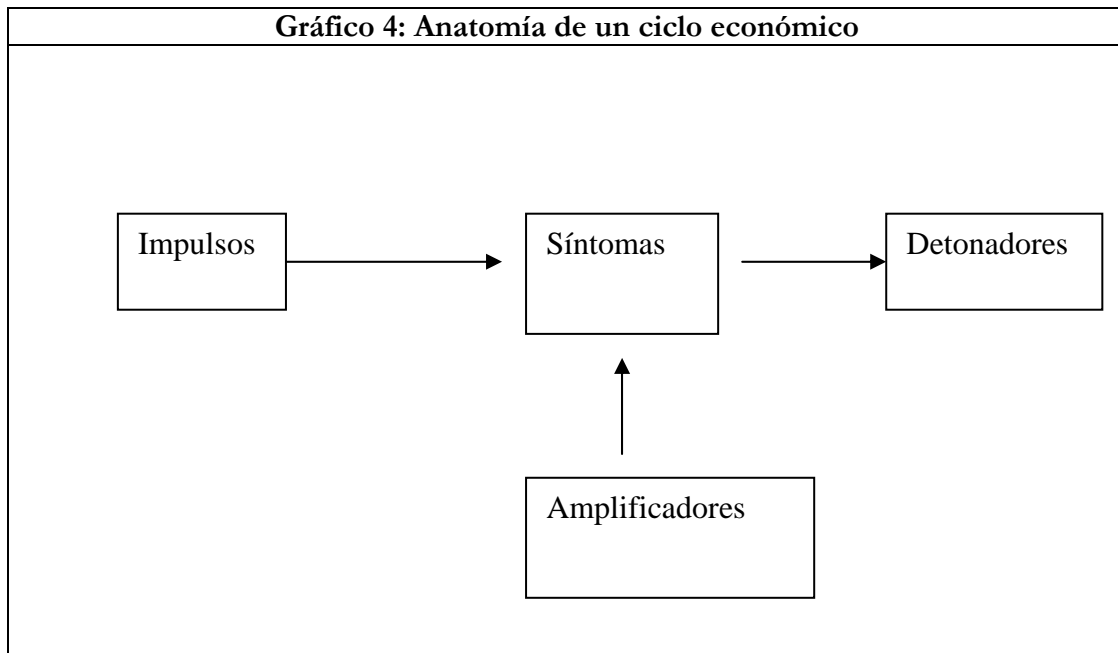 Gráfico 4: Anatomía de un ciclo económico
Impulsos
Síntomas
Detonadores
Amplificadores